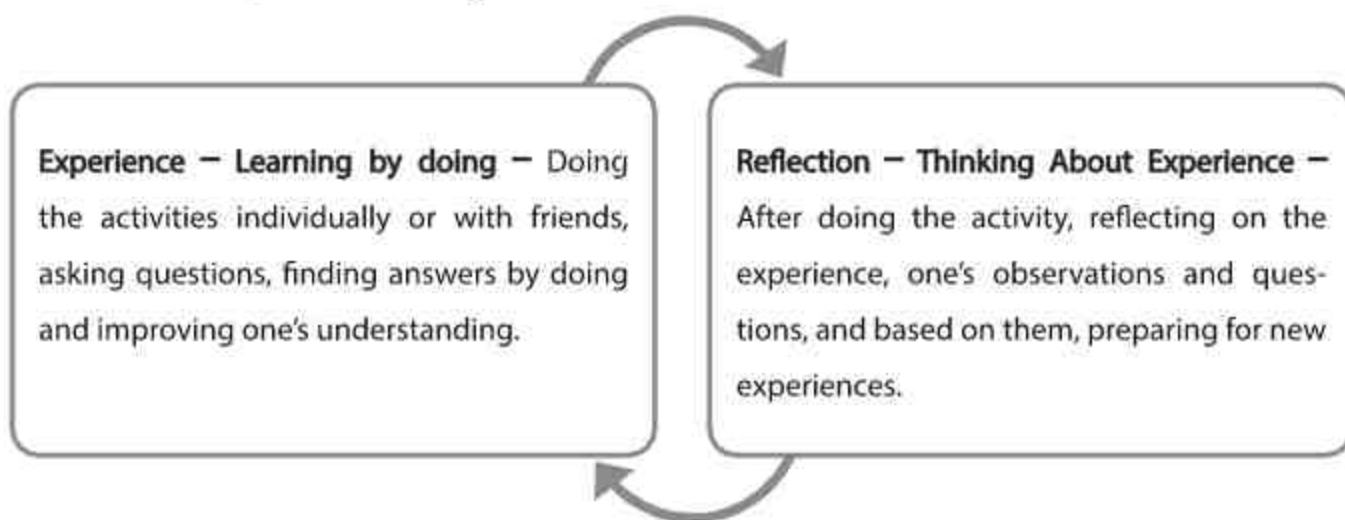 Experience – Learning by doing – Doing
the activities individually or with friends,
asking questions, finding answers by doing
and improving one's understanding.
Reflection – Thinking About Experience –
After doing the activity, reflecting on the
experience, one's observations and ques-
tions, and based on them, preparing for new
experiences.